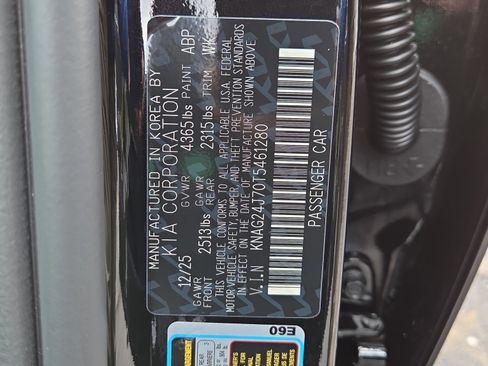 MANUFACTURED IN KOREA BY
KIA CORPORATION
12/25 GVWR 4365lbs PAINT ABP
GAWR GAWR
FRONT 2513lbs REAR 2315lbs TRIM WK
THIS VEHICLE CONFORMS TO ALL APPLICABLE U.S.A. FEDERAL
MOTOR VEHICLE SAFETY, BUMPER, AND THEFT PREVENTION STANDARDS
IN EFFECT ON THE DATE OF MANUFACTURE SHOWN ABOVE
V.I.N KNAG24J70T5461280
PASSENGER CAR
E60